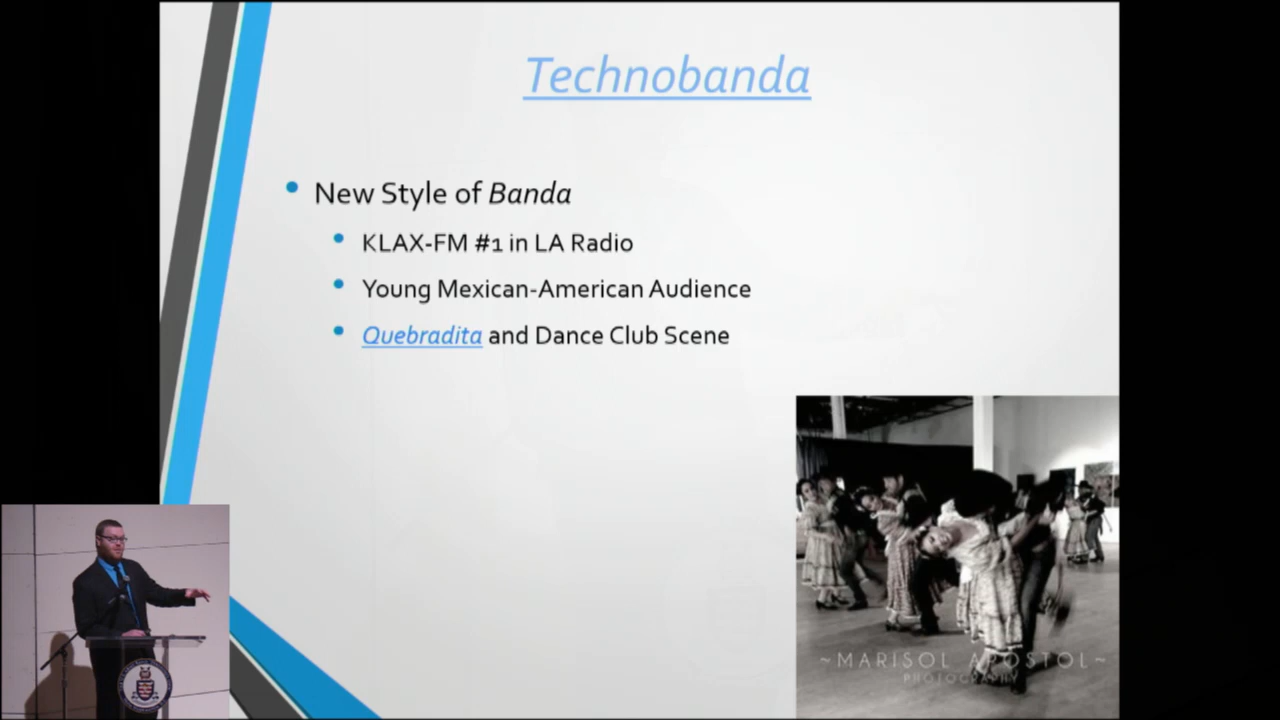 Technobanda
New Style of Banda
KLAX-FM #1 in LA Radio
Young Mexican-American Audience
Quebradita and Dance Club Scene
~MARISOL APOSTOL~
PHOTOGRAPHY